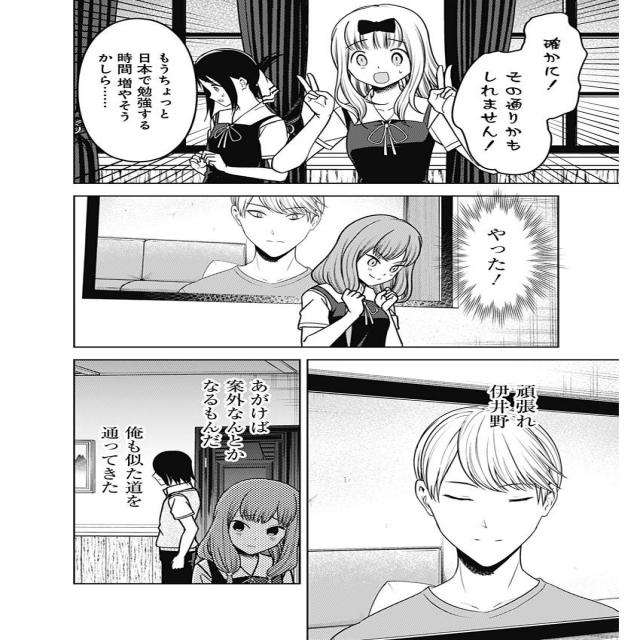 確かに！
その通りかも
しれません！
もうちょっと
日本で勉強する
時間 増やそう
かしら……
やった！
頑張れ
伊井野
あがけば
案外なんとか
なるもんだ
俺も似た道を
通ってきた